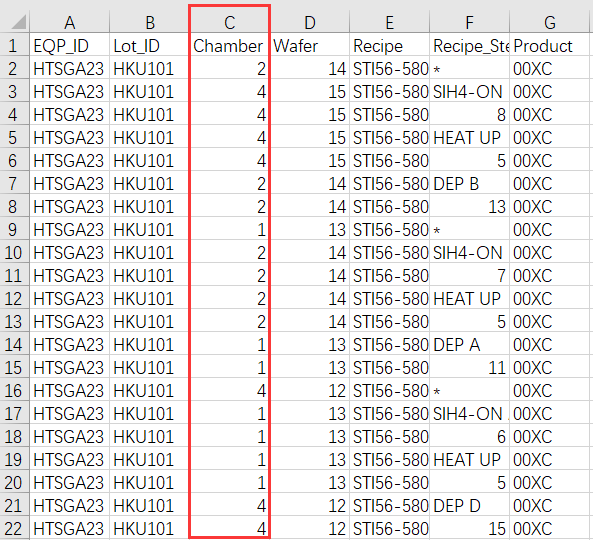 A B C D E F G
1 EQP_ID Lot_ID Chamber Wafer Recipe Recipe_Ste Product
2 HTSGA23 HKU101 2 14 STI56-580 * 00XC
3 HTSGA23 HKU101 4 15 STI56-580 SIH4-ON 00XC
4 HTSGA23 HKU101 4 15 STI56-580 8 00XC
5 HTSGA23 HKU101 4 15 STI56-580 HEAT UP 00XC
6 HTSGA23 HKU101 4 15 STI56-580 5 00XC
7 HTSGA23 HKU101 2 14 STI56-580 DEP B 00XC
8 HTSGA23 HKU101 2 14 STI56-580 13 00XC
9 HTSGA23 HKU101 1 13 STI56-580 * 00XC
10 HTSGA23 HKU101 2 14 STI56-580 SIH4-ON 00XC
11 HTSGA23 HKU101 2 14 STI56-580 7 00XC
12 HTSGA23 HKU101 2 14 STI56-580 HEAT UP 00XC
13 HTSGA23 HKU101 2 14 STI56-580 5 00XC
14 HTSGA23 HKU101 1 13 STI56-580 DEP A 00XC
15 HTSGA23 HKU101 1 13 STI56-580 11 00XC
16 HTSGA23 HKU101 4 12 STI56-580 * 00XC
17 HTSGA23 HKU101 1 13 STI56-580 SIH4-ON 00XC
18 HTSGA23 HKU101 1 13 STI56-580 6 00XC
19 HTSGA23 HKU101 1 13 STI56-580 HEAT UP 00XC
20 HTSGA23 HKU101 1 13 STI56-580 5 00XC
21 HTSGA23 HKU101 4 12 STI56-580 DEP D 00XC
22 HTSGA23 HKU101 4 12 STI56-580 15 00XC